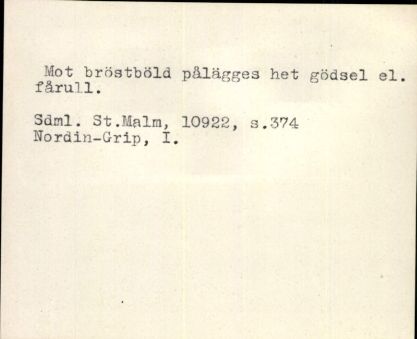 Mot bröstböld pålägges het gödsel el.
fårull.
Sdml. St.Malm, 10922, s.374
Nordin-Grip, I.